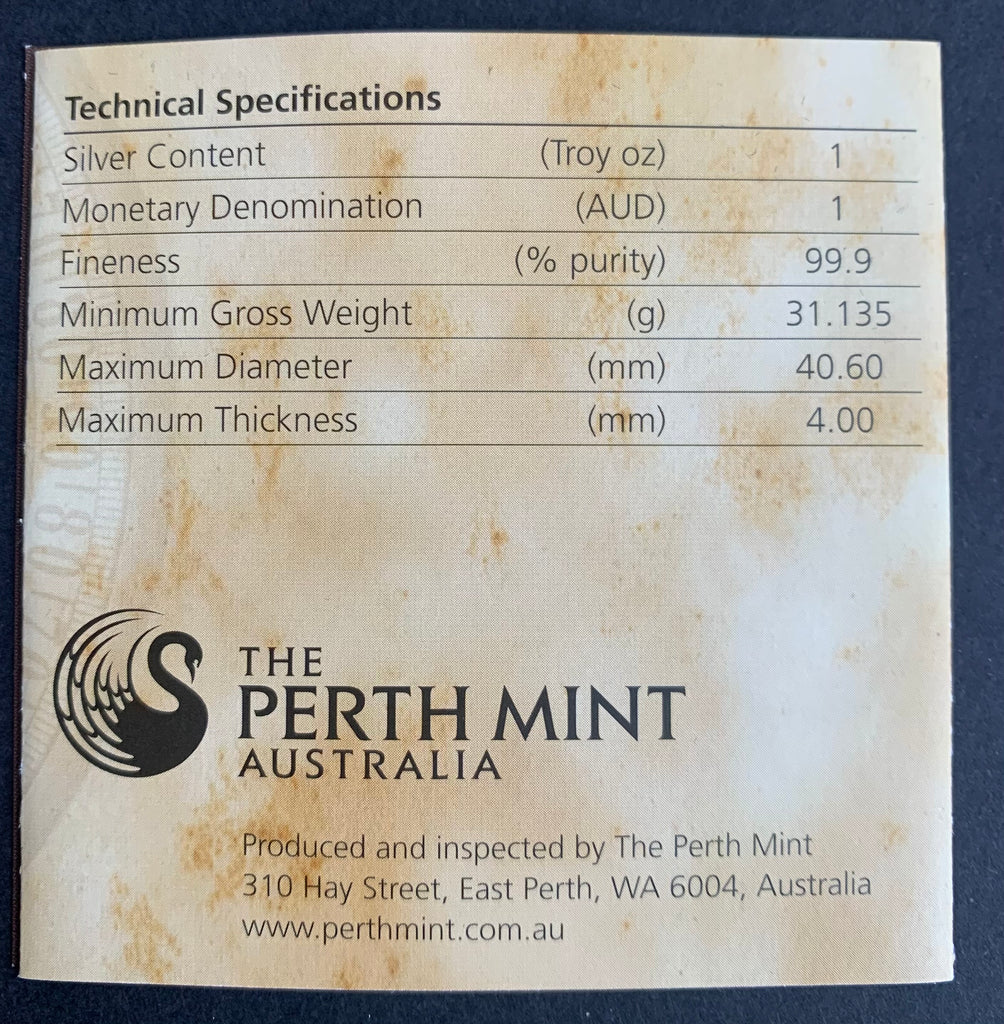 Technical Specifications
Silver Content (Troy oz) 1
Monetary Denomination (AUD) 1
Fineness (% purity) 99.9
Minimum Gross Weight (g) 31.135
Maximum Diameter (mm) 40.60
Maximum Thickness (mm) 4.00
THE
PERTH MINT
AUSTRALIA
Produced and inspected by The Perth Mint
310 Hay Street, East Perth, WA 6004, Australia
www.perthmint.com.au